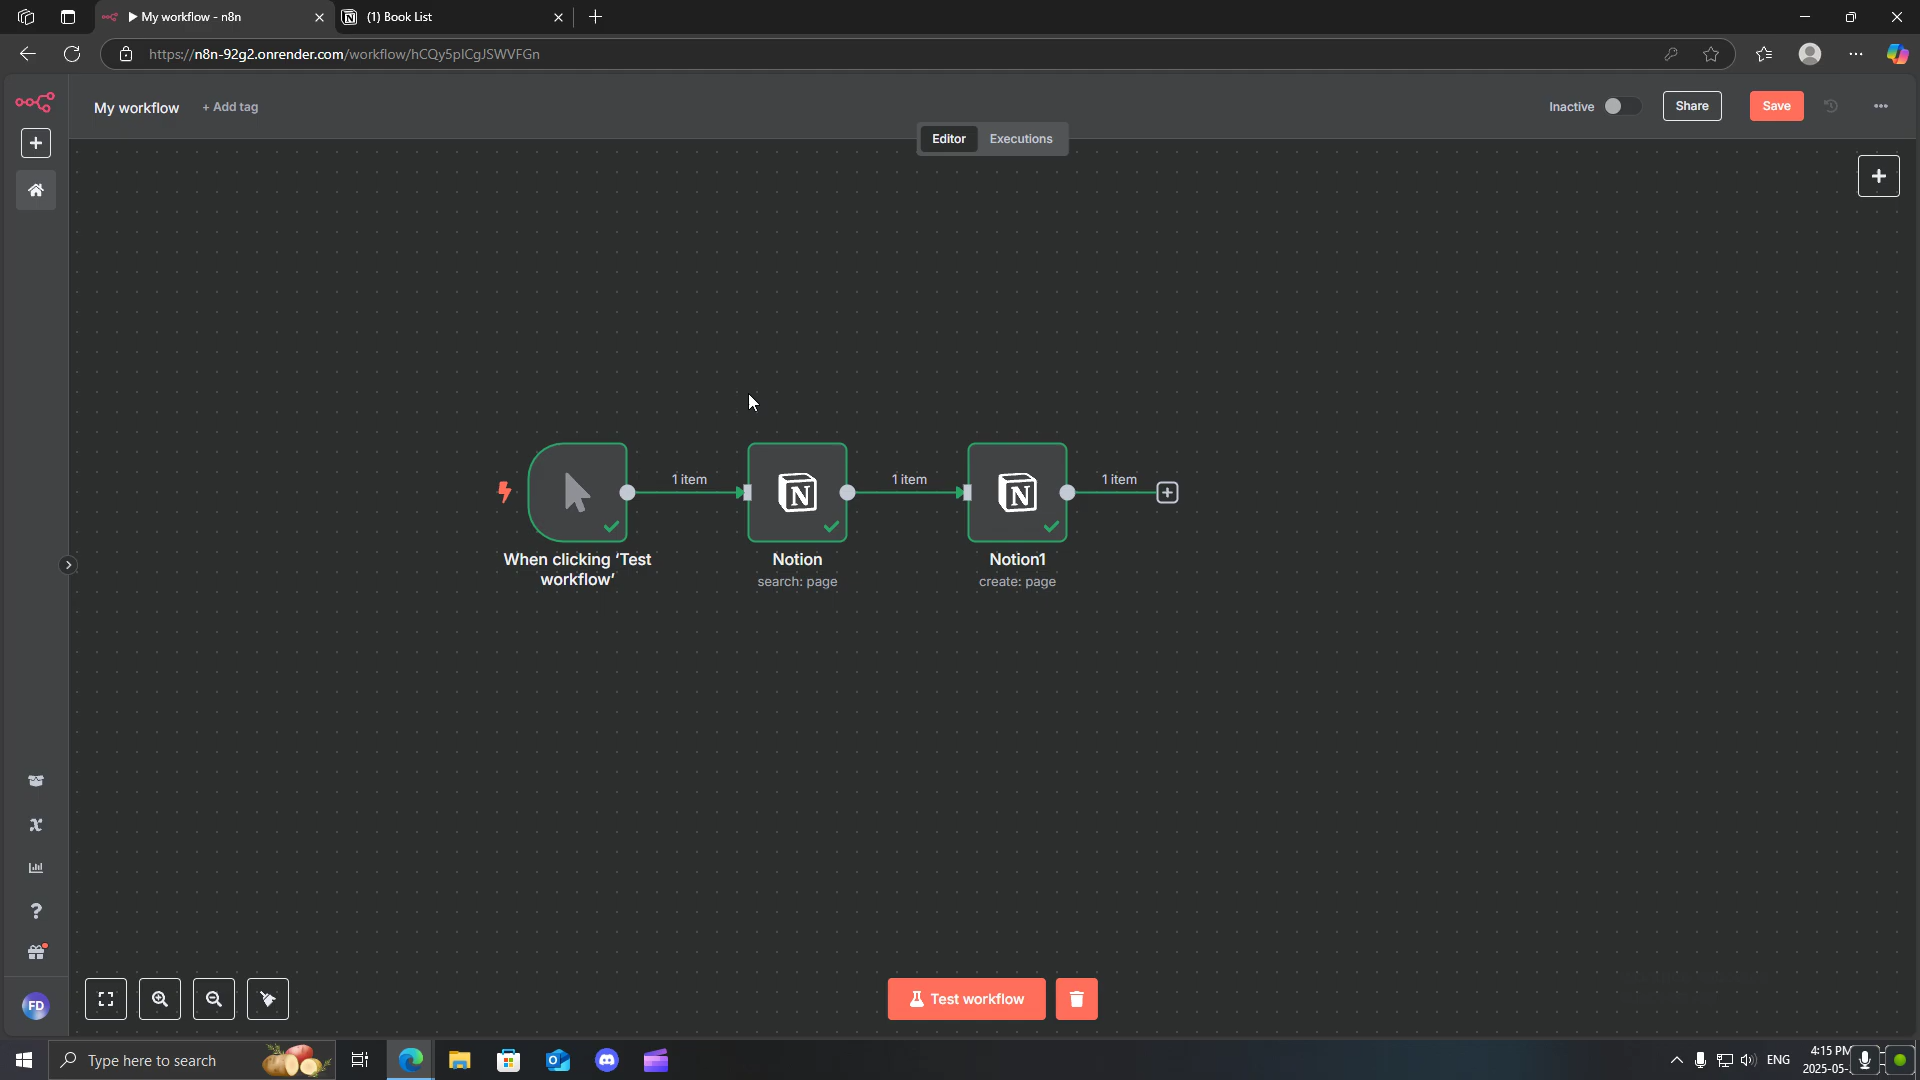 My workflow - n8n
(1) Book List
https://n8n-92g2.onrender.com/workflow/hCQy5plCgJSWVFGn
My workflow
+ Add tag
Inactive
Share
Save
Editor
Executions
1 item
1 item
1 item
When clicking ‘Test
workflow’
Notion
search: page
Notion1
create: page
FD
Test workflow
Type here to search
ENG
4:15 PM
2025-05-